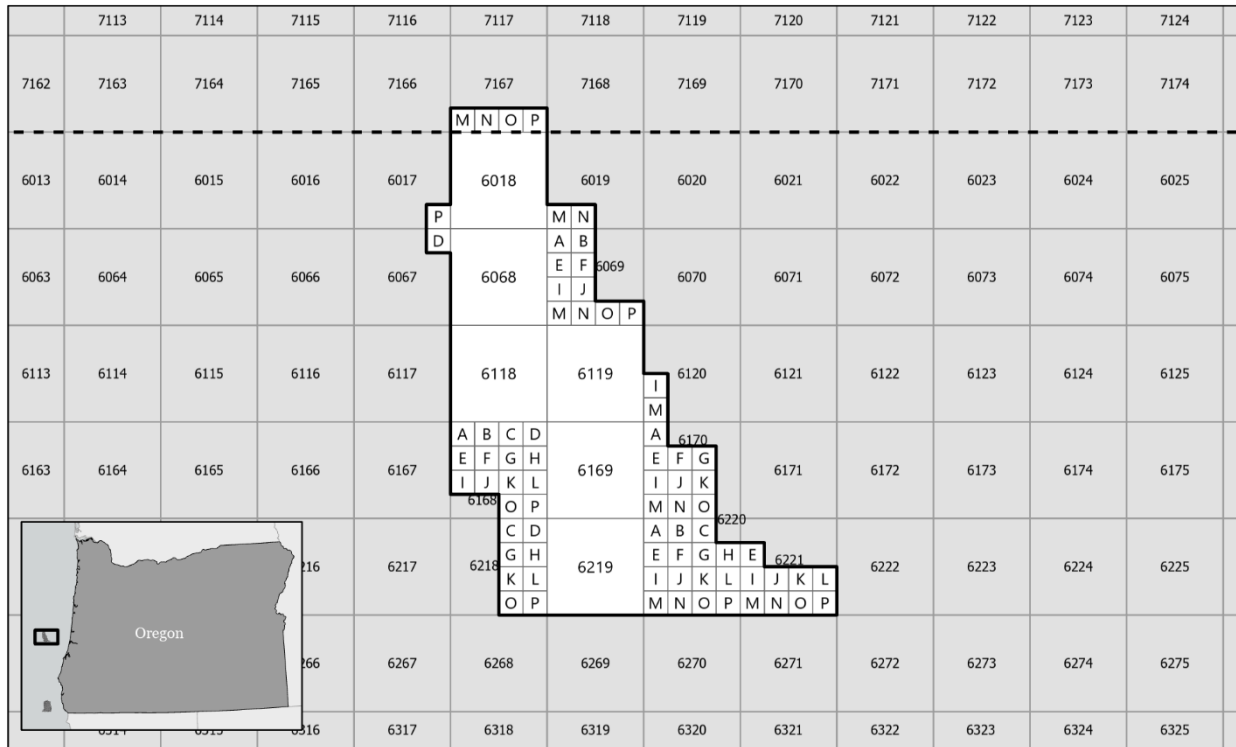 7113 7114 7115 7116 7117 7118 7119 7120 7121 7122 7123 7124
7162 7163 7164 7165 7166 7167 7168 7169 7170 7171 7172 7173 7174
M N O P
6013 6014 6015 6016 6017 6018 6019 6020 6021 6022 6023 6024 6025
P M N
D A B
E F 6069
6063 6064 6065 6066 6067 6068 6070 6071 6072 6073 6074 6075
I J
M N O P
6113 6114 6115 6116 6117 6118 6119 6120 6121 6122 6123 6124 6125
I
M
A B C D A 6170
E F G H E F G
6163 6164 6165 6166 6167 6169 6171 6172 6173 6174 6175
I J K L I J K
6168 O P M N O
6220
C D A B C
G H E F G H E 6221
216 6217 6218 6219 6222 6223 6224 6225
K L I J K L I J K L
O P M N O P M N O P
Oregon
266 6267 6268 6269 6270 6271 6272 6273 6274 6275
6314 6315 6316 6317 6318 6319 6320 6321 6322 6323 6324 6325